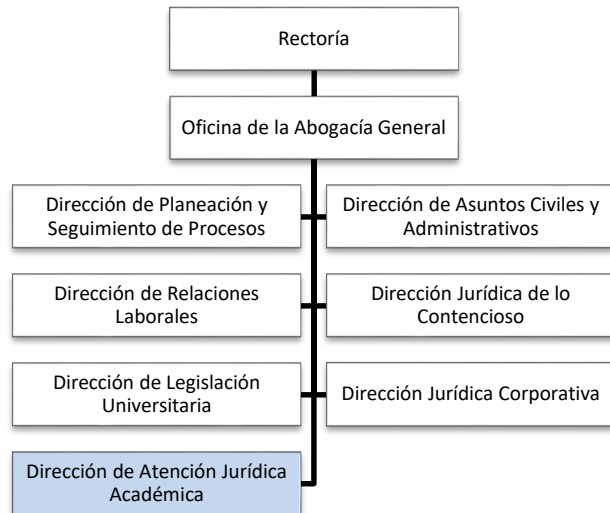 Rectoría
Oficina de la Abogacía General
Dirección de Planeación y
Seguimiento de Procesos
Dirección de Asuntos Civiles y
Administrativos
Dirección de Relaciones
Laborales
Dirección Jurídica de lo
Contencioso
Dirección de Legislación
Universitaria
Dirección Jurídica Corporativa
Dirección de Atención Jurídica
Académica